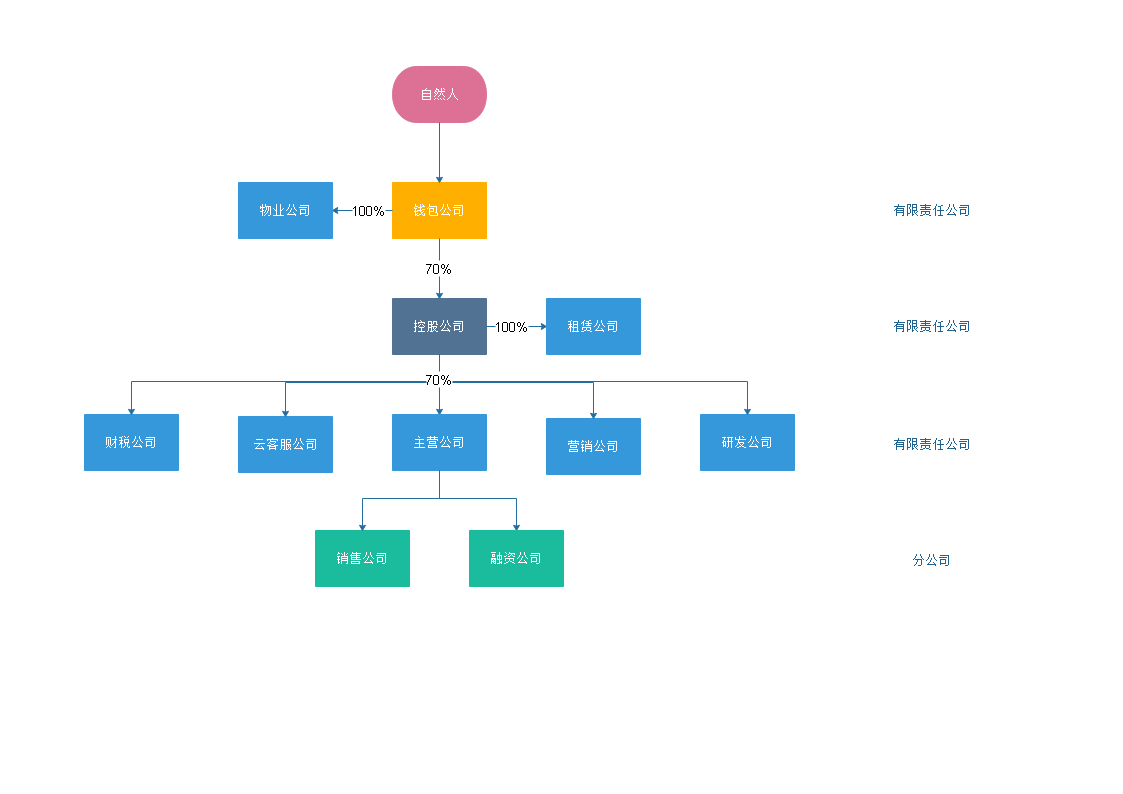 自然人
物业公司
100%
钱包公司
有限责任公司
70%
控股公司
100%
租赁公司
有限责任公司
70%
财税公司
云客服公司
主营公司
营销公司
研发公司
有限责任公司
销售公司
融资公司
分公司